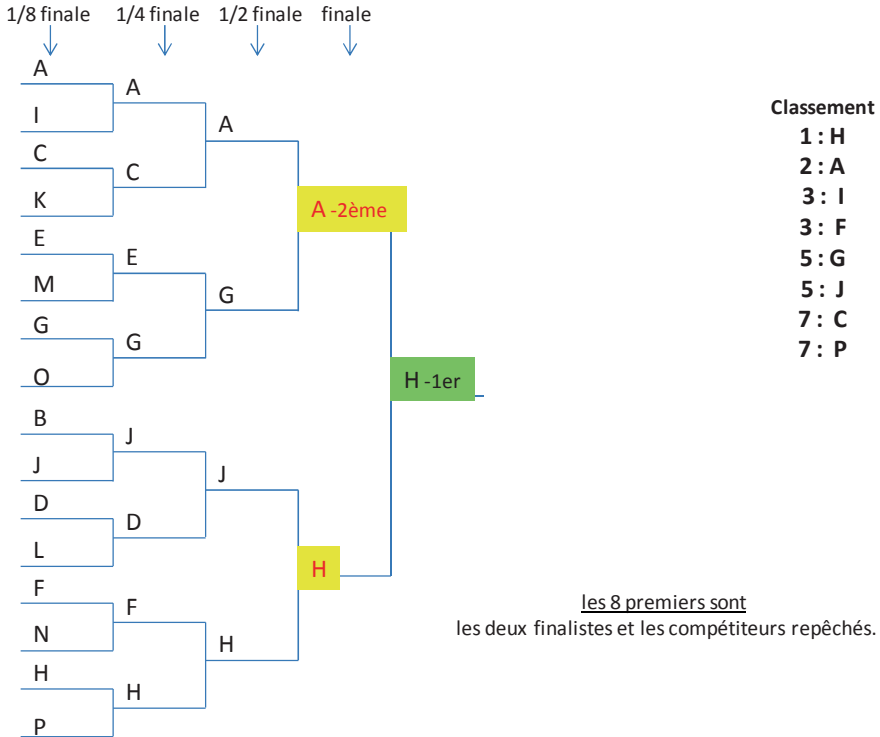 1/8 finale 1/4 finale 1/2 finale finale
A
I
C
K
E
M
G
O
B
J
D
L
F
N
H
P
A
C
E
G
J
D
F
H
A
G
J
H
A -2ème
H
H -1er
Classement
1 : H
2 : A
3 : I
3 : F
5 : G
5 : J
7 : C
7 : P
les 8 premiers sont
les deux finalistes et les compétiteurs repêchés.